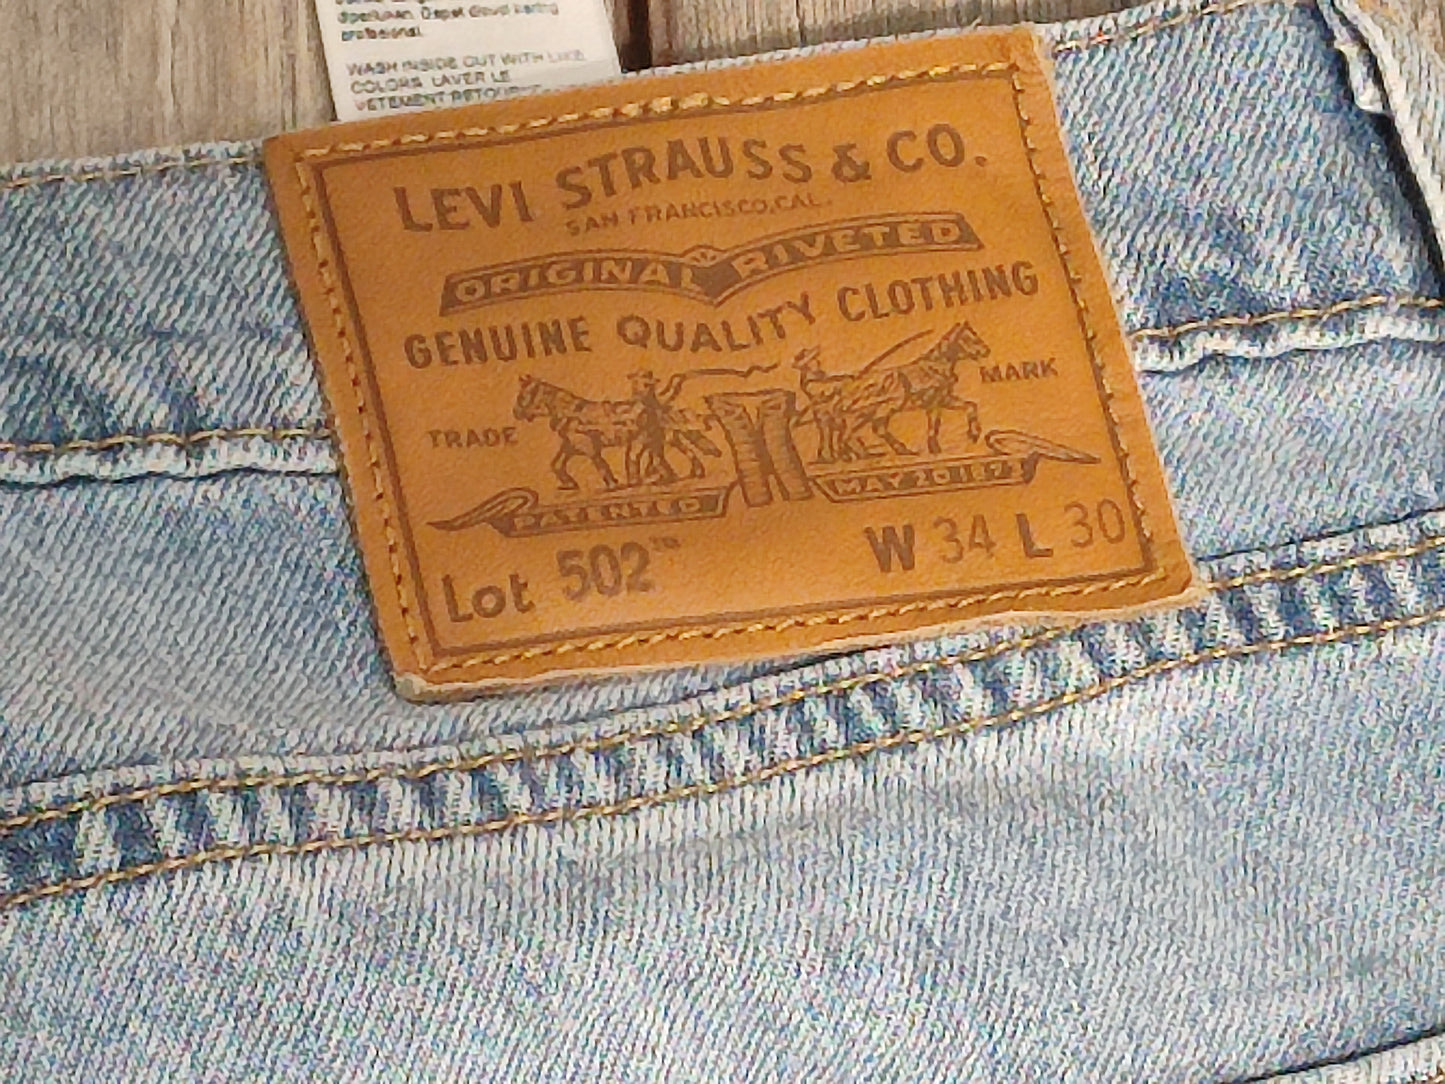 profesional.
WASH INSIDE OUT WITH LIKE
COLORS LAVER LE
VETEMENT RETOURNE
LEVI STRAUSS & CO.
SAN FRANCISCO, CAL.
ORIGINAL RIVETED
GENUINE QUALITY CLOTHING
TRADE MARK
PATENTED MAY 20 1873
Lot 502™ W 34 L 30